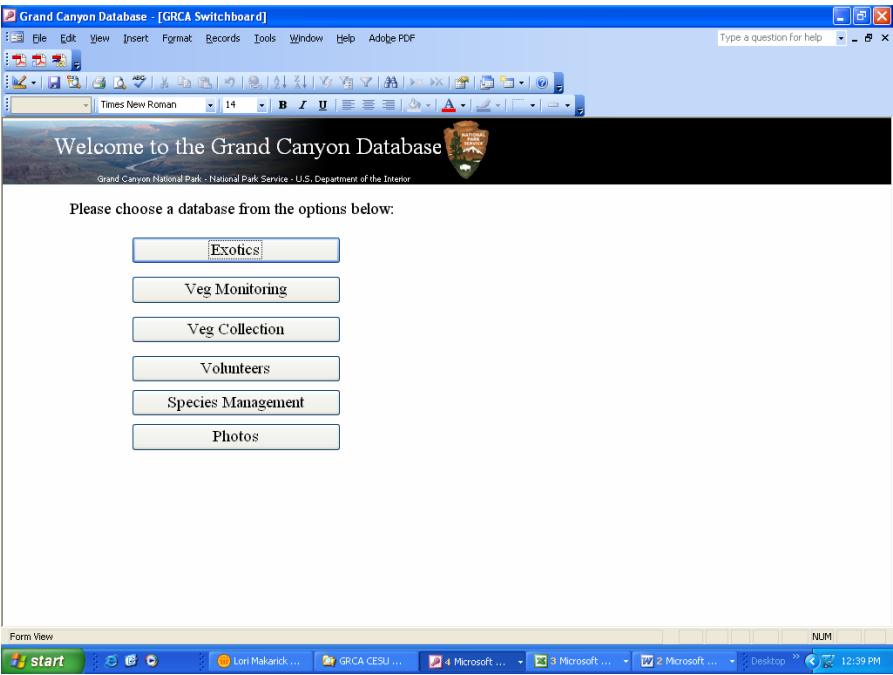 Grand Canyon Database - [GRCA Switchboard]
File Edit View Insert Format Records Tools Window Help Adobe PDF Type a question for help
Times New Roman 14 B I U A
Welcome to the Grand Canyon Database
NATIONAL PARK SERVICE
Grand Canyon National Park - National Park Service - U.S. Department of the Interior
Please choose a database from the options below:
Exotics
Veg Monitoring
Veg Collection
Volunteers
Species Management
Photos
Form View NUM
start Lori Makarick ... GRCA CESU ... 4 Microsoft ... 3 Microsoft ... 2 Microsoft ... Desktop 12:39 PM